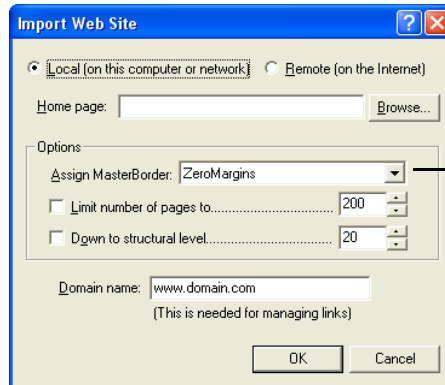 Import Web Site
Local (on this computer or network) Remote (on the Internet)
Home page: Browse...
Options
Assign MasterBorder: ZeroMargins
Limit number of pages to.............................. 200
Down to structural level................................ 20
Domain name: www.domain.com
(This is needed for managing links)
OK Cancel